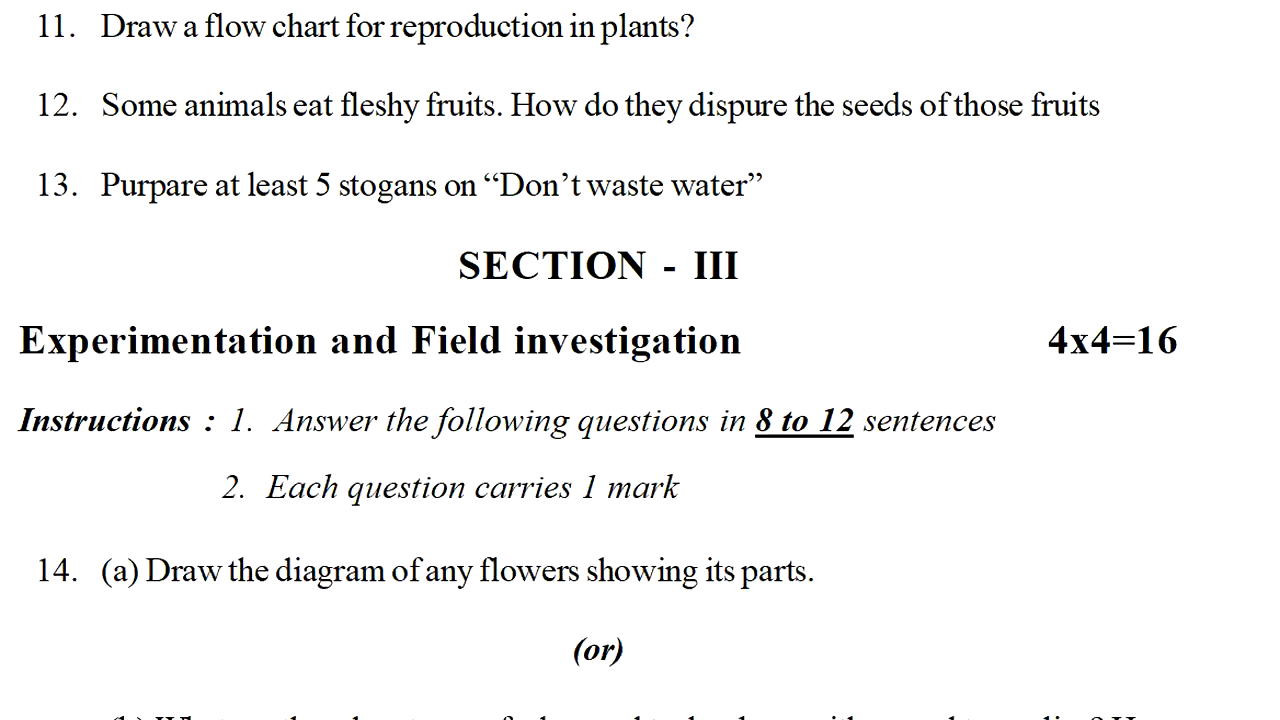 11. Draw a flow chart for reproduction in plants?
12. Some animals eat fleshy fruits. How do they dispure the seeds of those fruits
13. Purpare at least 5 stogans on “Don’t waste water”
SECTION - III
Experimentation and Field investigation 4x4=16
Instructions : 1. Answer the following questions in 8 to 12 sentences
2. Each question carries 1 mark
14. (a) Draw the diagram of any flowers showing its parts.
(or)